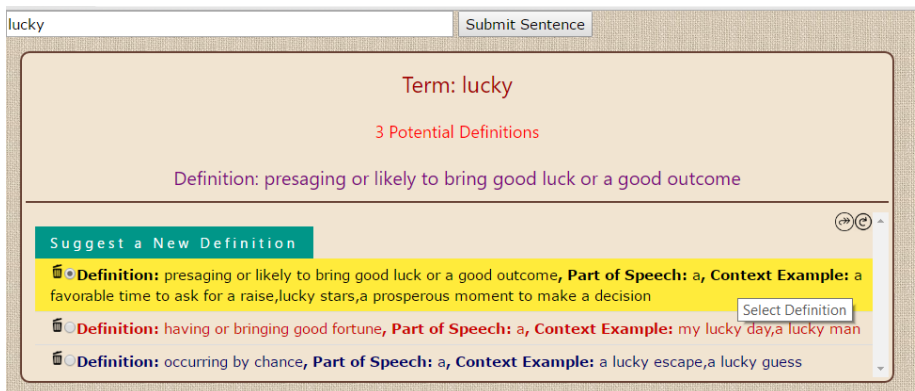 lucky
Submit Sentence
Term: lucky
3 Potential Definitions
Definition: presaging or likely to bring good luck or a good outcome
Suggest a New Definition
Definition: presaging or likely to bring good luck or a good outcome, Part of Speech: a, Context Example: a
favorable time to ask for a raise,lucky stars,a prosperous moment to make a decision
Select Definition
Definition: having or bringing good fortune, Part of Speech: a, Context Example: my lucky day,a lucky man
Definition: occurring by chance, Part of Speech: a, Context Example: a lucky escape,a lucky guess